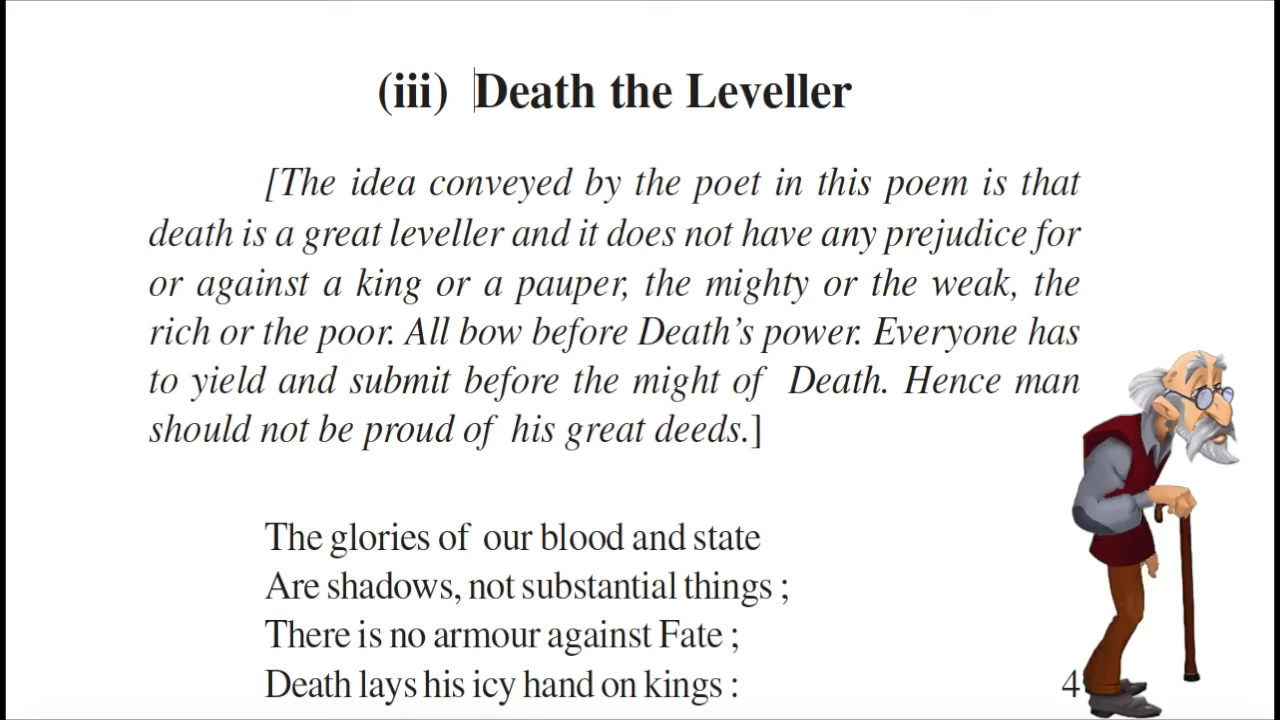 (iii) Death the Leveller
[The idea conveyed by the poet in this poem is that
death is a great leveller and it does not have any prejudice for
or against a king or a pauper, the mighty or the weak, the
rich or the poor. All bow before Death’s power. Everyone has
to yield and submit before the might of Death. Hence man
should not be proud of his great deeds.]
The glories of our blood and state
Are shadows, not substantial things ;
There is no armour against Fate ;
Death lays his icy hand on kings :
4